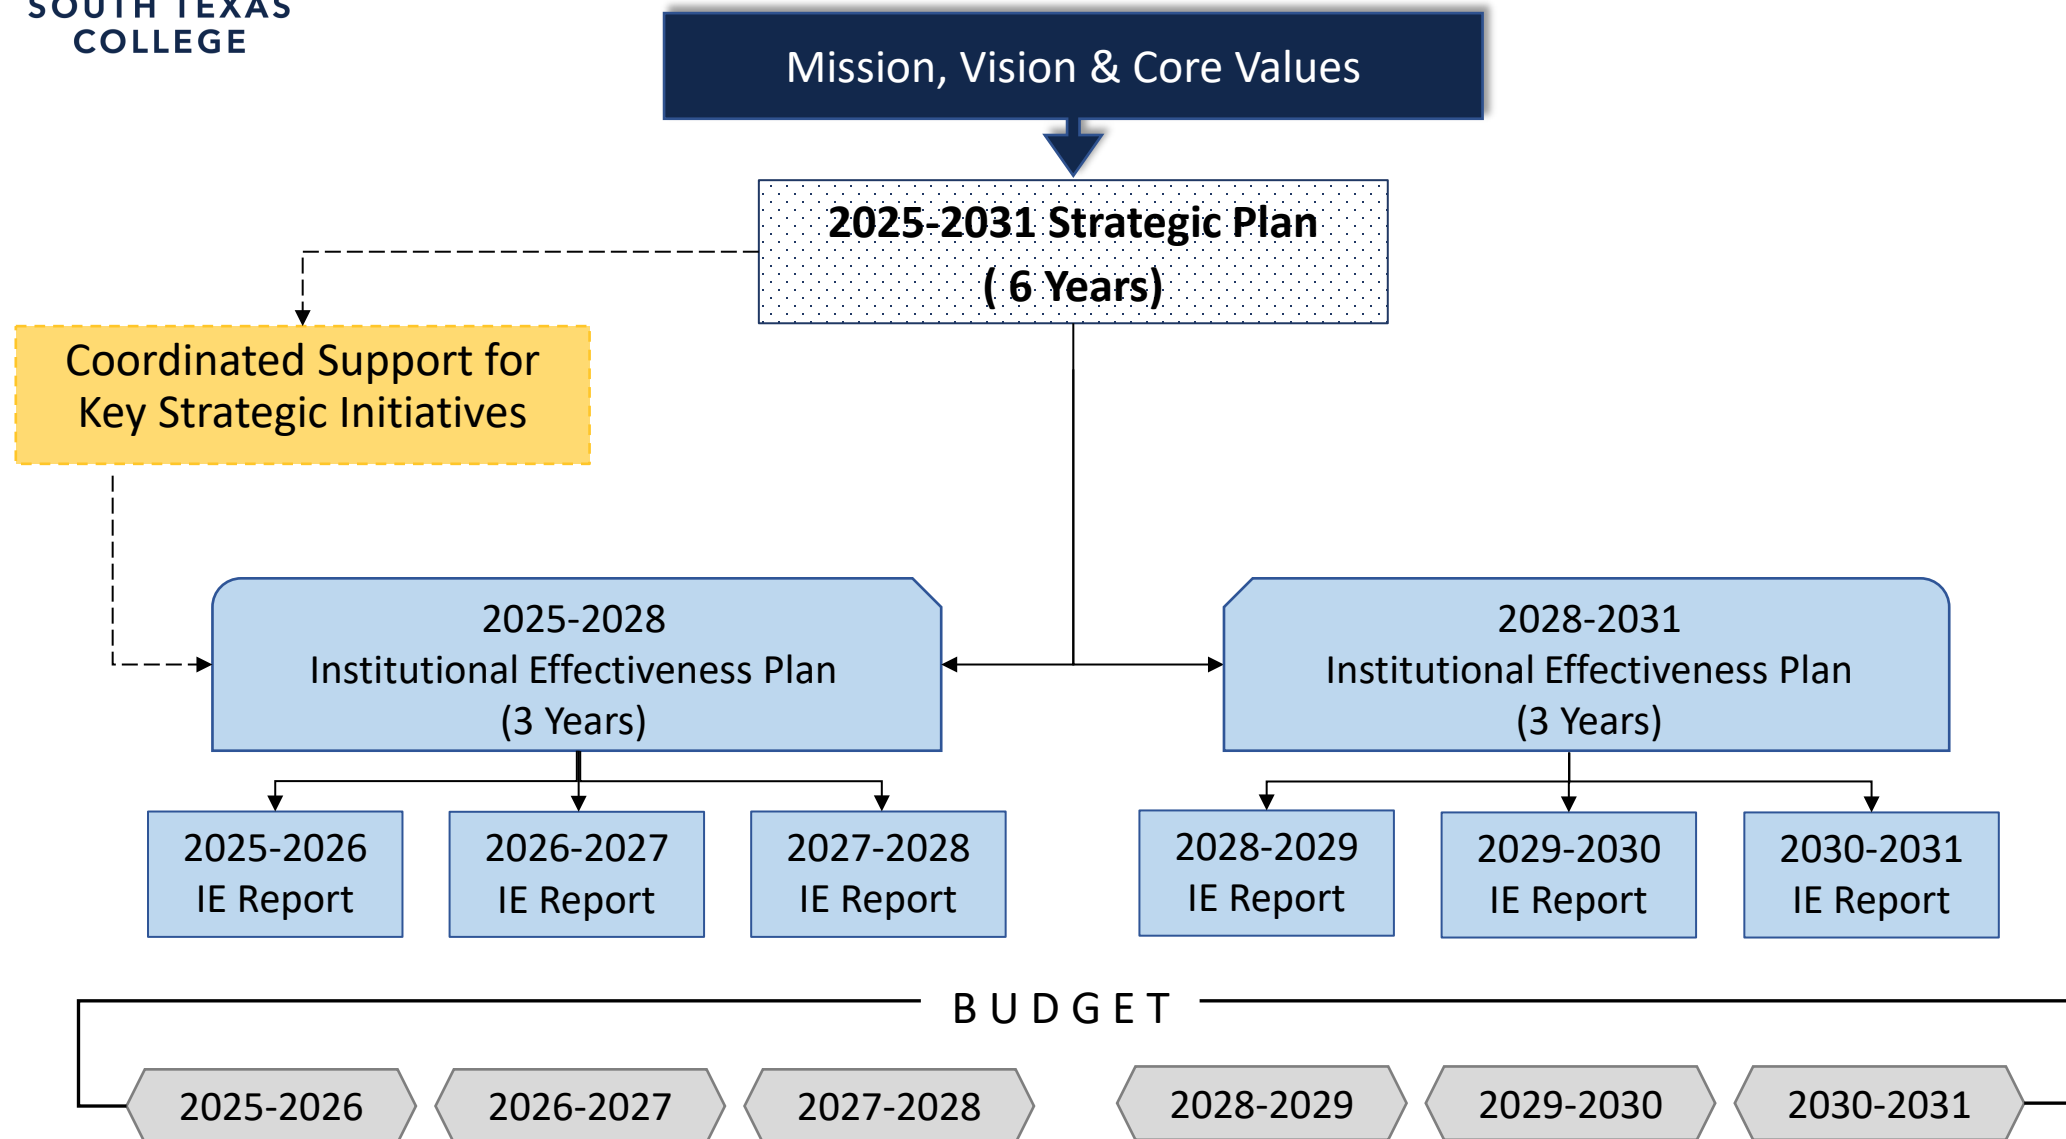 SOUTH TEXAS
COLLEGE
Mission, Vision & Core Values
2025-2031 Strategic Plan
( 6 Years)
Coordinated Support for
Key Strategic Initiatives
2025-2028
Institutional Effectiveness Plan
(3 Years)
2028-2031
Institutional Effectiveness Plan
(3 Years)
2025-2026
IE Report
2026-2027
IE Report
2027-2028
IE Report
2028-2029
IE Report
2029-2030
IE Report
2030-2031
IE Report
BUDGET
2025-2026
2026-2027
2027-2028
2028-2029
2029-2030
2030-2031